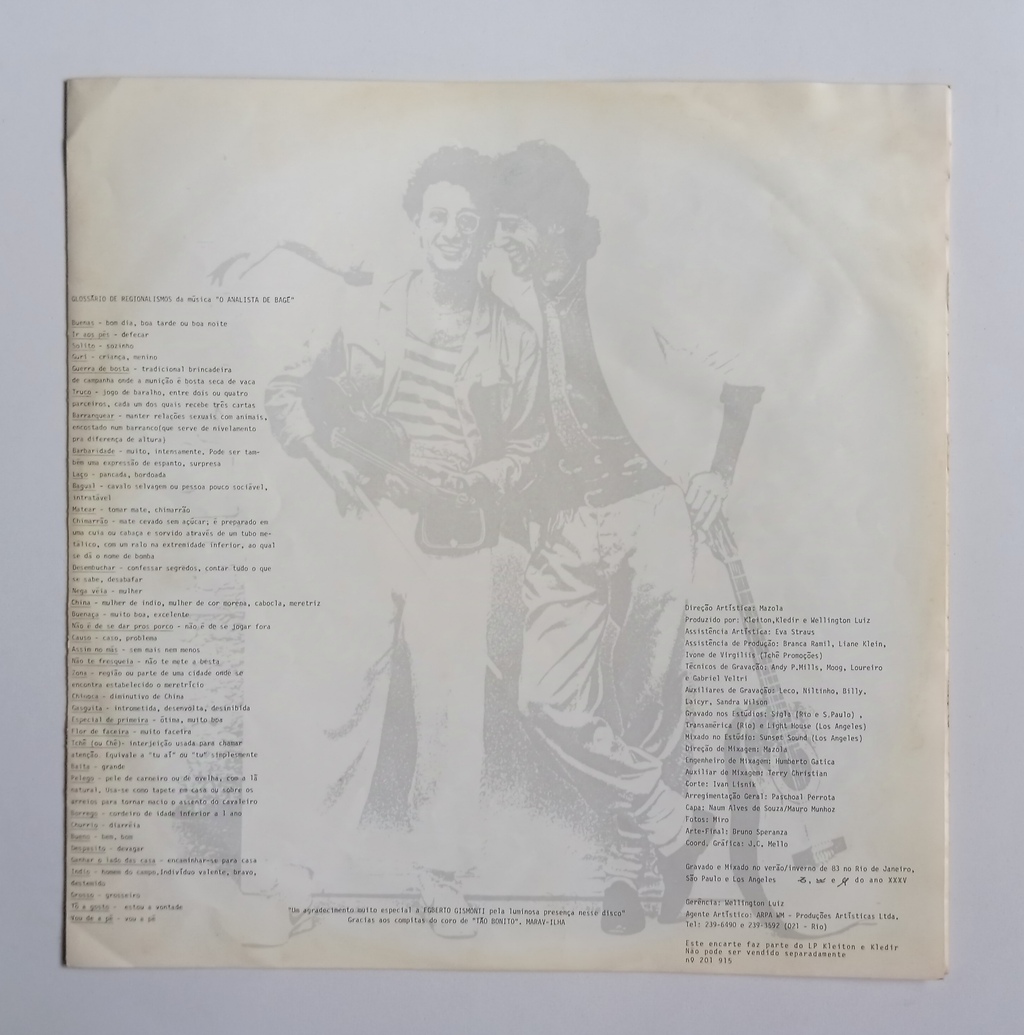 GLOSSÁRIO DE REGIONALISMOS da música "O ANALISTA DE BAGÉ"
Buenas - bom dia, boa tarde ou boa noite
Ir aos pés - defecar
Solito - sozinho
Guri - criança, menino
Guerra de bosta - tradicional brincadeira
de campanha onde a munição é bosta seca de vaca
Truco - jogo de baralho, entre dois ou quatro
parceiros, cada um dos quais recebe três cartas
Barranquear - manter relações sexuais com animais,
encostado num barranco(que serve de nivelamento
pra diferença de altura)
Barbaridade - muito, intensamente. Pode ser tam-
bém uma expressão de espanto, surpresa
Laço - pancada, bordoada
Bagual - cavalo selvagem ou pessoa pouco sociável,
intratável
Matear - tomar mate, chimarrão
Chimarrão - mate cevado sem açúcar; é preparado em
uma cuia ou cabaça e sorvido através de um tubo me-
tálico, com um ralo na extremidade inferior, ao qual
se dá o nome de bomba
Desembuchar - confessar segredos, contar tudo o que
se sabe, desabafar
Nega véia - mulher
China - mulher de índio, mulher de cor morena, cabocla, meretriz
Buenaça - muito boa, excelente
Não é de se dar pros porco - não é de se jogar fora
Causo - caso, problema
Assim no más - sem mais nem menos
Não te fresqueia - não te mete a besta
Zona - região ou parte de uma cidade onde se
encontra estabelecido o meretrício
Chinoca - diminutivo de China
Gasguita - intrometida, desenvolta, desinibida
Especial de primeira - ótima, muito boa
Flor de faceira - muito faceira
Tchê (ou Chê)- Interjeição usada para chamar
atenção. Equivale a "tu aí" ou "tu" simplesmente
Baita - grande
Pelego - pele de carneiro ou de ovelha, com a lã
natural. Usa-se como tapete em casa ou sobre os
arreios para tornar macio o assento do cavaleiro
Borrego - cordeiro de idade inferior a 1 ano
Churrio - diarréia
Bueno - bem, bom
Despasito - devagar
Ganhar o lado das casa - encaminhar-se para casa
Índio - homem do campo.Indivíduo valente, bravo,
destemido
Grosso - grosseiro
Tô a gosto - estou a vontade
Vou de a pé - vou a pé
"Um agradecimento muito especial a EGBERTO GISMONTI pela luminosa presença nesse disco"
Gracias aos compitas do coro de "TÃO BONITO", MARAV-ILHA
Direção Artística: Mazola
Produzido por: Kleiton,Kledir e Wellington Luiz
Assistência Artística: Eva Straus
Assistência de Produção: Branca Ramil, Liane Klein,
Ivone de Virgiliis (Tchê Promoções)
Técnicos de Gravação: Andy P.Mills, Moog, Loureiro
e Gabriel Veltri
Auxiliares de Gravação: Leco, Niltinho, Billy,
Laicyr, Sandra Wilson
Gravado nos Estúdios: Sigla (Rio e S.Paulo) ,
Transamérica (Rio) e Light House (Los Angeles)
Mixado no Estúdio: Sunset Sound (Los Angeles)
Direção de Mixagem: Mazola
Engenheiro de Mixagem: Humberto Gatica
Auxiliar de Mixagem: Terry Christian
Corte: Ivan Lisnik
Arregimentação Geral: Paschoal Perrota
Capa: Naum Alves de Souza/Mauro Munhoz
Fotos: Miro
Arte-Final: Bruno Speranza
Coord. Gráfica: J.C. Mello
Gravado e Mixado no verão/inverno de 83 no Rio de Janeiro,
São Paulo e Los Angeles e do ano XXXV
Gerência: Wellington Luiz
Agente Artístico: ARPA WM - Produções Artísticas Ltda.
Tel: 239-6490 e 239-3597 (021 - Rio)
Este encarte faz parte do LP Kleiton e Kledir
Não pode ser vendido separadamente
nº 201 915